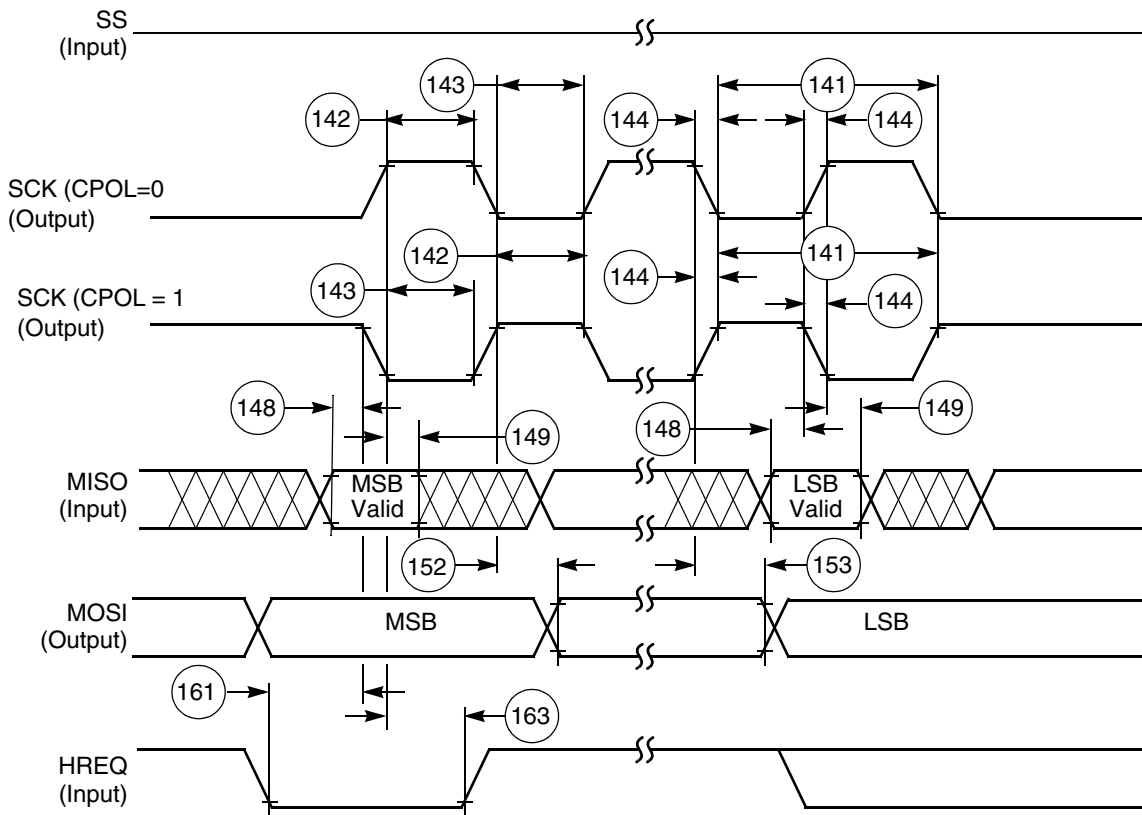 SS
(Input)
143
141
142
144
144
SCK (CPOL=0
(Output)
142
141
143
144
144
SCK (CPOL = 1
(Output)
148
149
148
149
MISO
(Input)
MSB
Valid
LSB
Valid
152
153
MOSI
(Output)
MSB
LSB
161
163
HREQ
(Input)